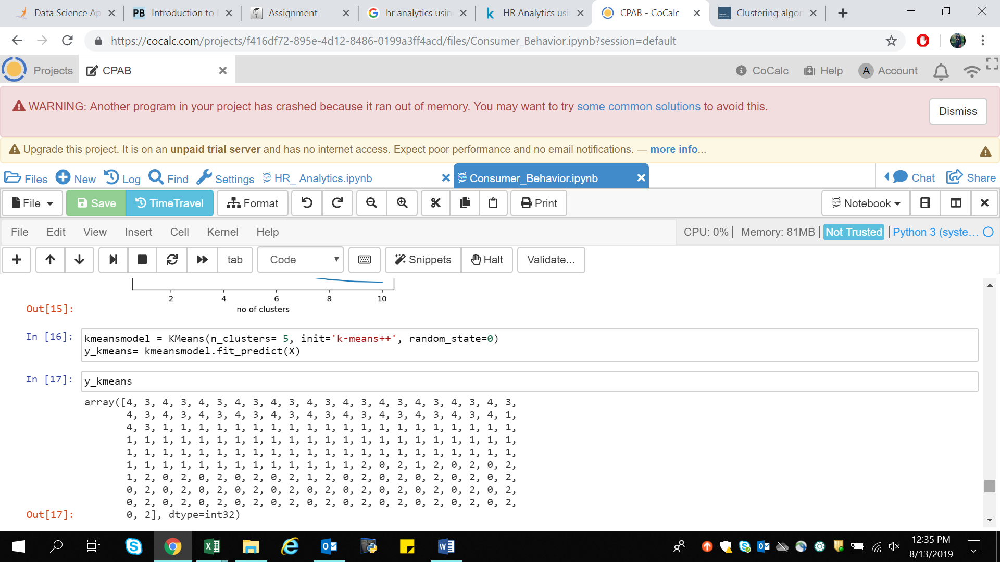 Data Science Ap
PB Introduction to
Assignment
hr analytics usin
HR Analytics usi
CPAB - CoCalc
Clustering algor
https://cocalc.com/projects/f416df72-895e-4d12-8486-0199a3ff4acd/files/Consumer_Behavior.ipynb?session=default
Projects
CPAB
CoCalc
Help
A Account
WARNING: Another program in your project has crashed because it ran out of memory. You may want to try some common solutions to avoid this.
Dismiss
Upgrade this project. It is on an unpaid trial server and has no internet access. Expect poor performance and no email notifications. — more info...
Files
New
Log
Find
Settings
HR_ Analytics.ipynb
Consumer_Behavior.ipynb
Chat
Share
File
Save
TimeTravel
Format
Print
Notebook
File Edit View Insert Cell Kernel Help
CPU: 0% | Memory: 81MB | Not Trusted | Python 3 (syste...
tab
Code
Snippets
Halt
Validate...
2 4 6 8 10
no of clusters
Out[15]:
In [16]: kmeansmodel = KMeans(n_clusters= 5, init='k-means++', random_state=0)
y_kmeans= kmeansmodel.fit_predict(X)
In [17]: y_kmeans
array([4, 3, 4, 3, 4, 3, 4, 3, 4, 3, 4, 3, 4, 3, 4, 3, 4, 3, 4, 3, 4, 3,
4, 3, 4, 3, 4, 3, 4, 3, 4, 3, 4, 3, 4, 3, 4, 3, 4, 3, 4, 3, 4, 1,
4, 3, 1, 1, 1, 1, 1, 1, 1, 1, 1, 1, 1, 1, 1, 1, 1, 1, 1, 1, 1, 1,
1, 1, 1, 1, 1, 1, 1, 1, 1, 1, 1, 1, 1, 1, 1, 1, 1, 1, 1, 1, 1, 1,
1, 1, 1, 1, 1, 1, 1, 1, 1, 1, 1, 1, 1, 1, 1, 1, 1, 1, 1, 1, 1, 1,
1, 1, 1, 1, 1, 1, 1, 1, 1, 1, 1, 1, 1, 2, 0, 2, 1, 2, 0, 2, 0, 2,
1, 2, 0, 2, 0, 2, 0, 2, 0, 2, 1, 2, 0, 2, 0, 2, 0, 2, 0, 2, 0, 2,
0, 2, 0, 2, 0, 2, 0, 2, 0, 2, 0, 2, 0, 2, 0, 2, 0, 2, 0, 2, 0, 2,
0, 2, 0, 2, 0, 2, 0, 2, 0, 2, 0, 2, 0, 2, 0, 2, 0, 2, 0, 2, 0, 2,
Out[17]: 0, 2], dtype=int32)
12:35 PM
8/13/2019